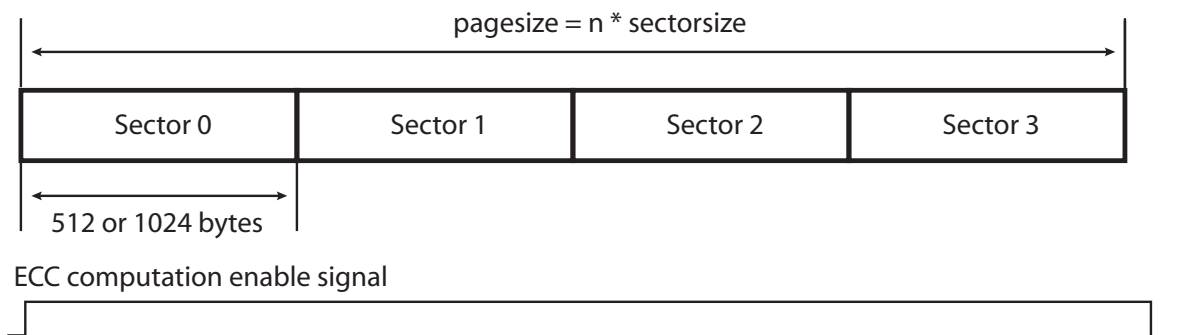 pagesize = n * sectorsize
Sector 0 Sector 1 Sector 2 Sector 3
512 or 1024 bytes
ECC computation enable signal